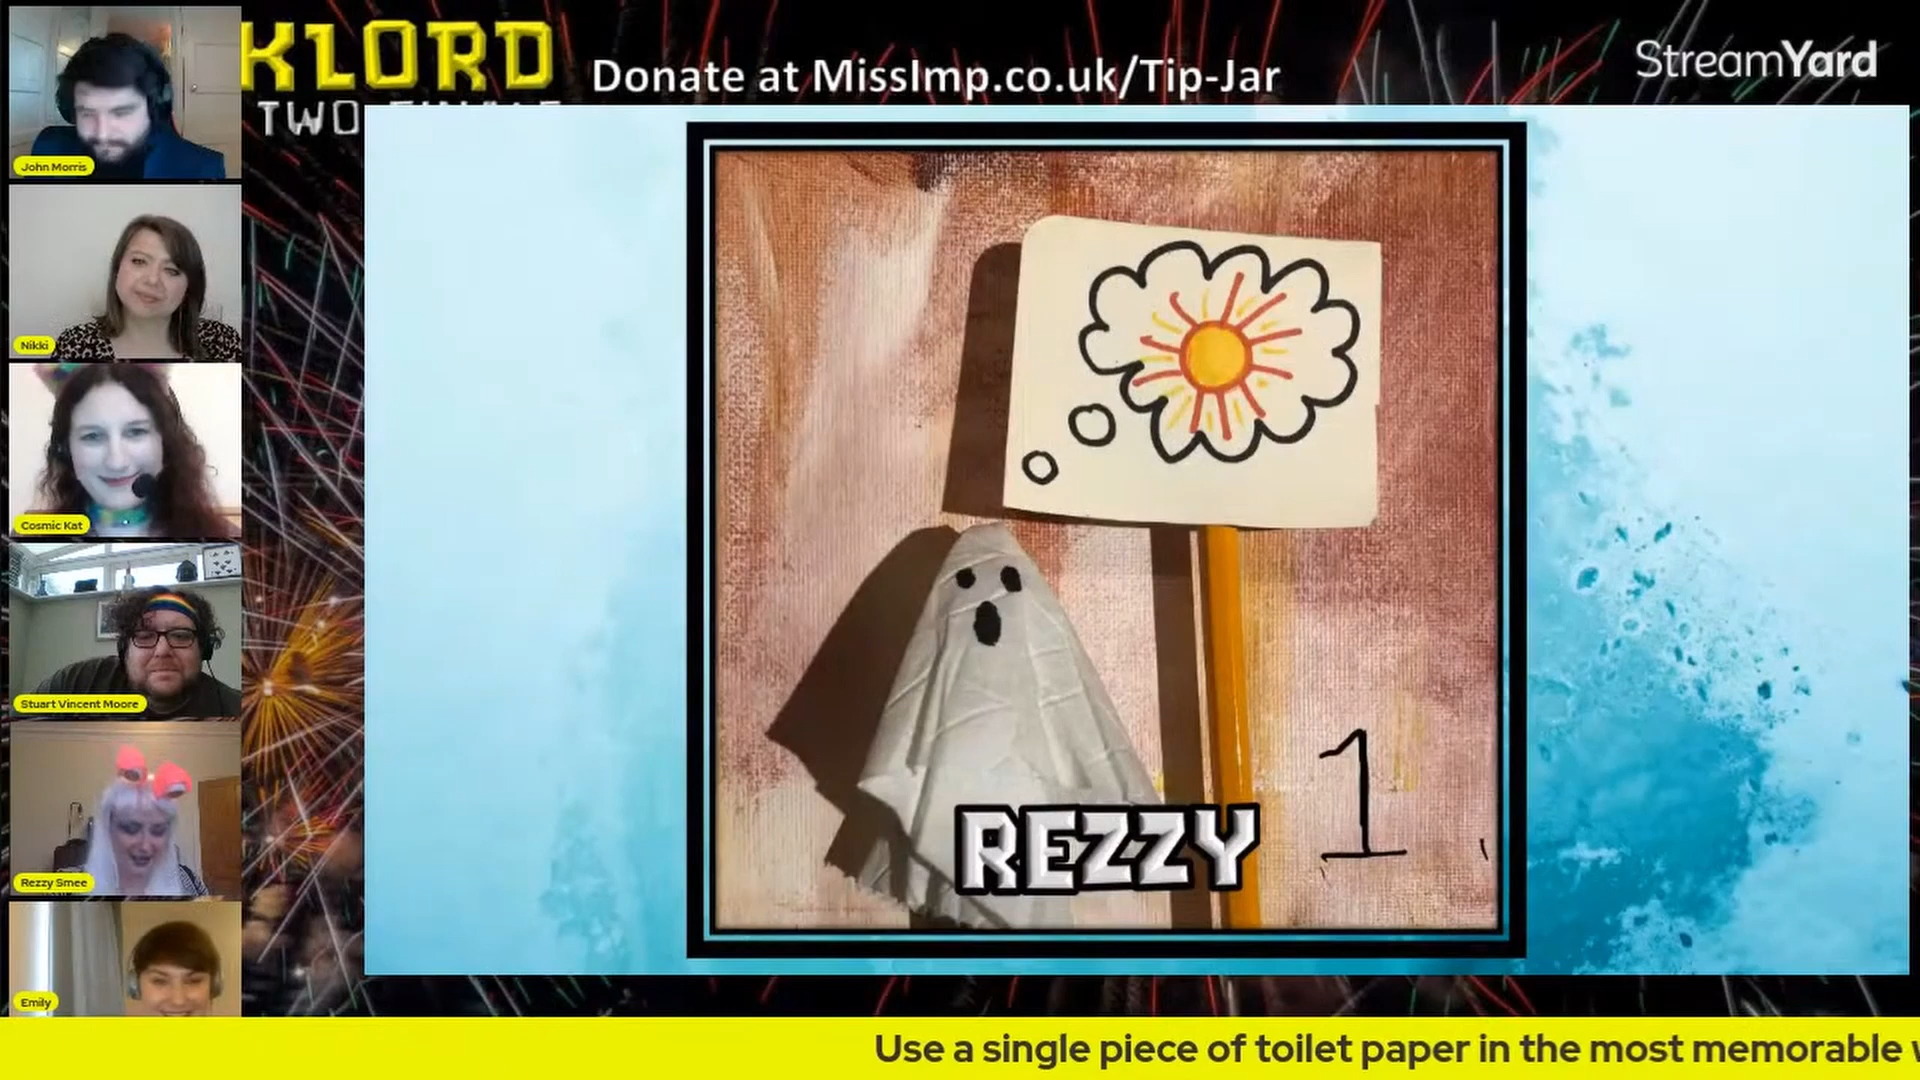 KLORD
TWO FINALE
Donate at MissImp.co.uk/Tip-Jar
StreamYard
John Morris
Nikki
Cosmic Kat
Stuart Vincent Moore
Rezzy Smee
Emily
REZZY
1
Use a single piece of toilet paper in the most memorable